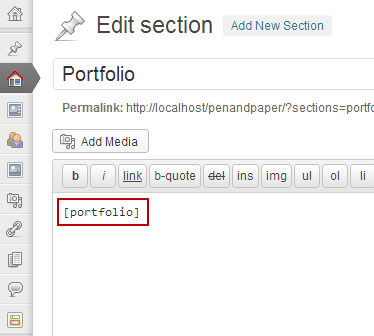 Edit section Add New Section
Portfolio
Permalink: http://localhost/penandpaper/?sections=portfo
Add Media
b i link b-quote del ins img ul ol li
[portfolio]